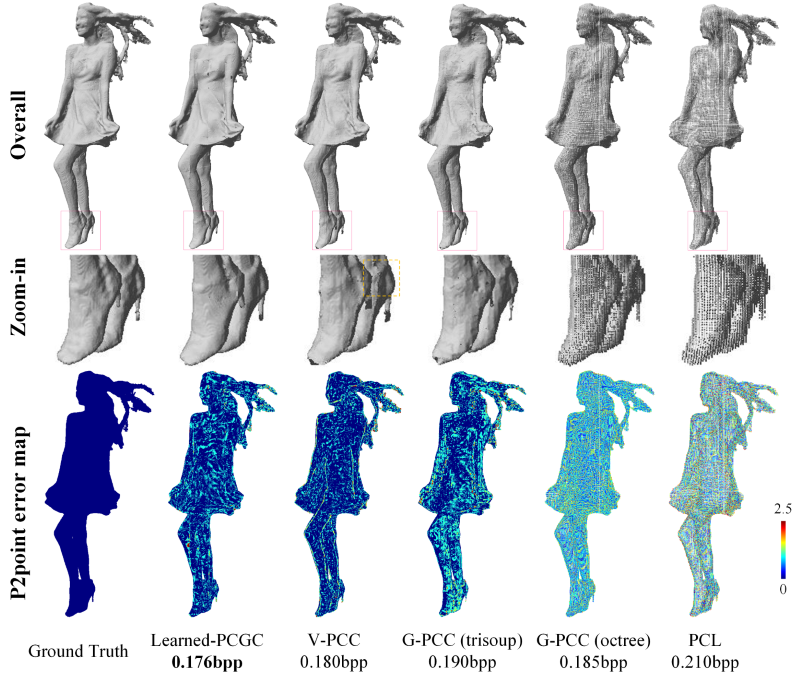 Overall
Zoom-in
P2point error map
2.5
0
Ground Truth
Learned-PCGC
0.176bpp
V-PCC
0.180bpp
G-PCC (trisoup)
0.190bpp
G-PCC (octree)
0.185bpp
PCL
0.210bpp